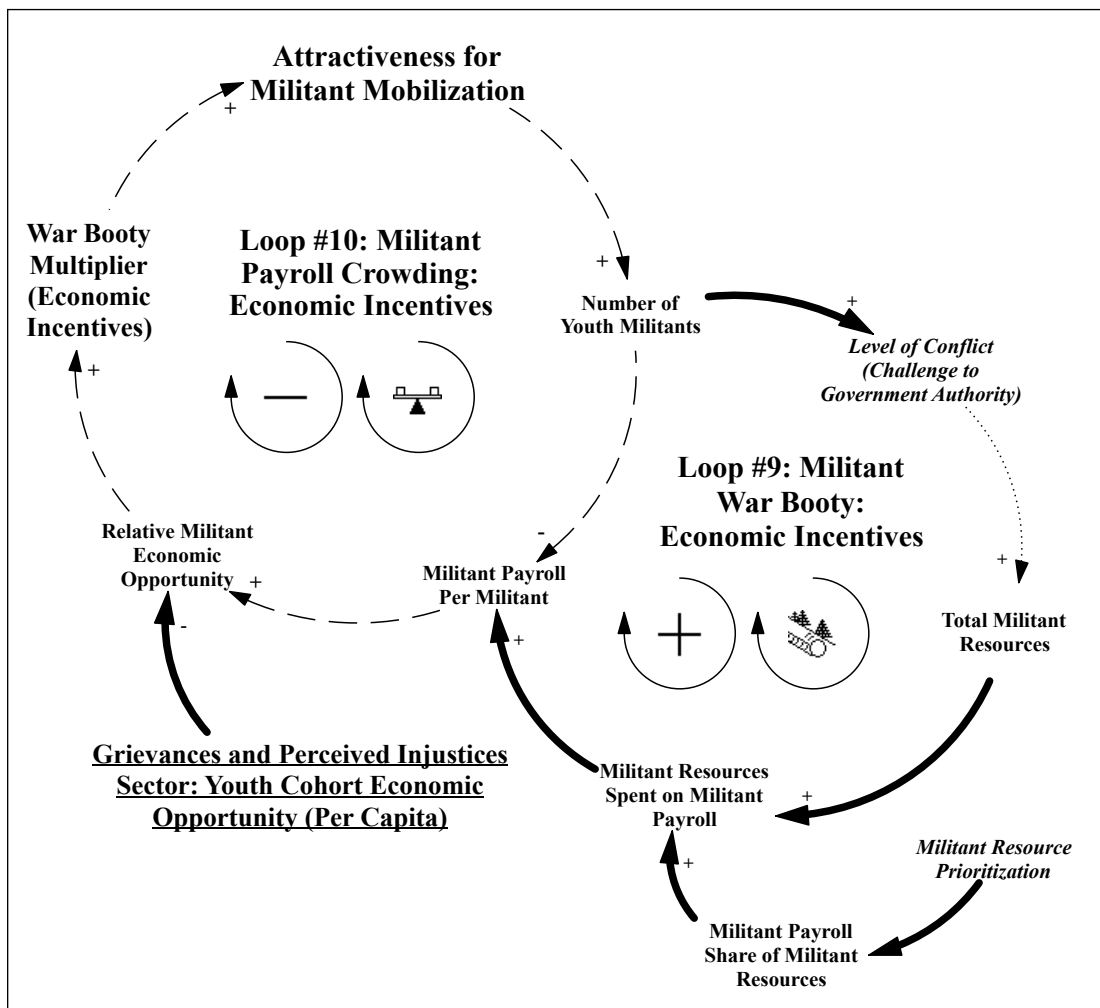 Attractiveness for
Militant Mobilization
+
War Booty
Multiplier
(Economic
Incentives)
Loop #10: Militant
Payroll Crowding:
Economic Incentives
+
Number of
Youth Militants
+
Level of Conflict
(Challenge to
Government Authority)
+
Loop #9: Militant
War Booty:
Economic Incentives
Relative Militant
Economic
Opportunity
+
-
Militant Payroll
Per Militant
+
Total Militant
Resources
-
+
Grievances and Perceived Injustices
Sector: Youth Cohort Economic
Opportunity (Per Capita)
Militant Resources
Spent on Militant
Payroll
+
+
Militant Resource
Prioritization
Militant Payroll
Share of Militant
Resources